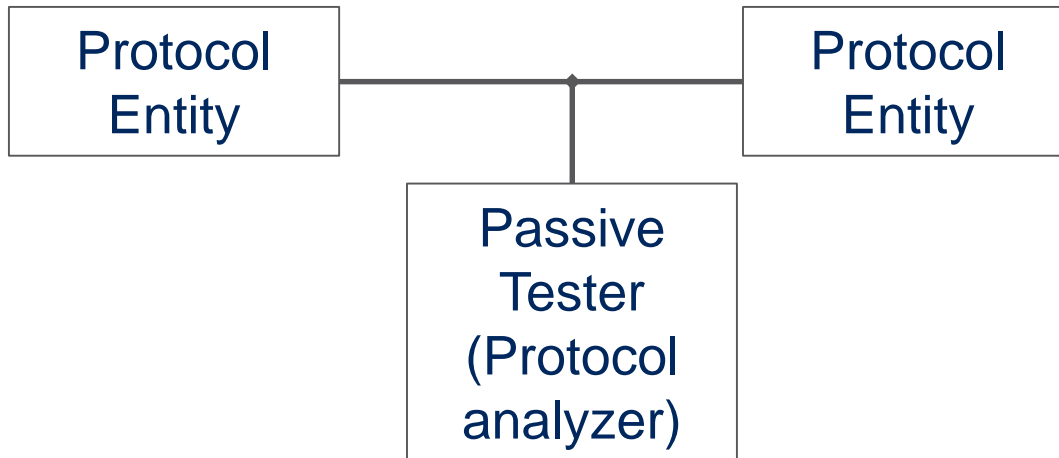 Protocol
Entity
Protocol
Entity
Passive
Tester
(Protocol
analyzer)